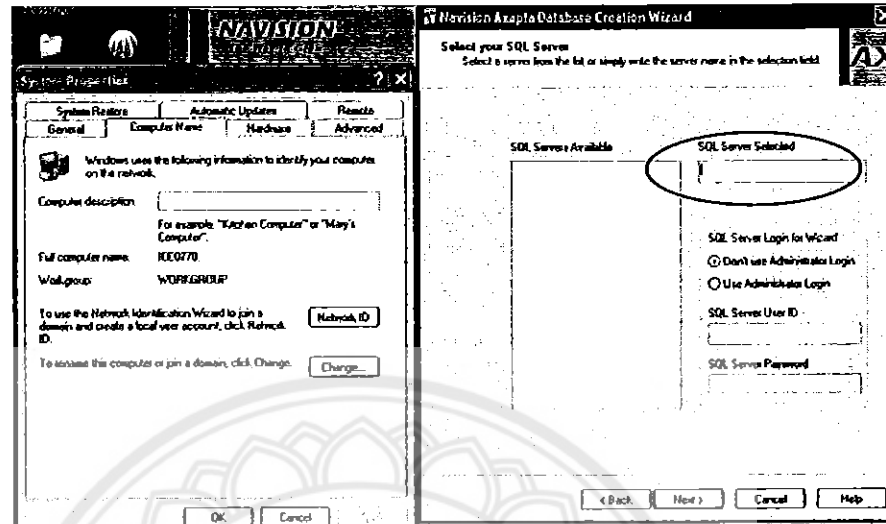 NAVISION
System Properties
System Restore Automatic Updates Remote
General Computer Name Hardware Advanced
Windows uses the following information to identify your computer
on the network.
Computer description:
For example: "Kitchen Computer" or "Mary's
Computer".
Full computer name:
Workgroup: WORKGROUP
To use the Network Identification Wizard to join a
domain and create a local user account, click Network
ID.
Network ID
To rename this computer or join a domain, click Change.
Change...
OK Cancel
Navision Axapta Database Creation Wizard
Select your SQL Server
Select a server from the list or simply write the server name in the selection field.
AX
SQL Servers Available
SQL Server Selected
SQL Server Login for Wizard
Don't use Administrator Login
Use Administrator Login
SQL Server User ID
SQL Server Password
< Back Next > Cancel Help